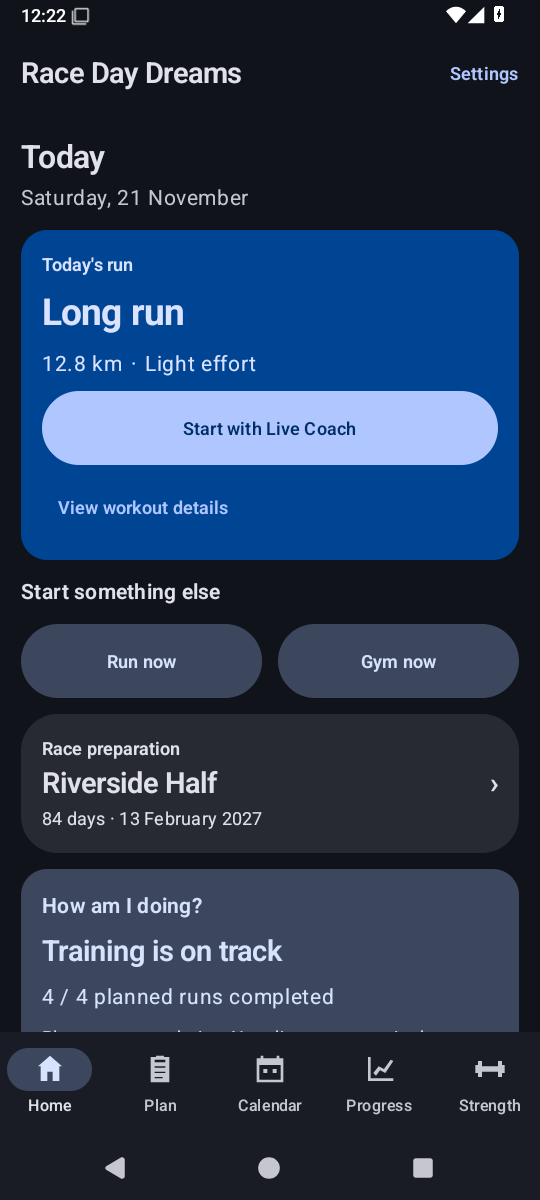 12:22
Race Day Dreams
Settings
Today
Saturday, 21 November
Today's run
Long run
12.8 km · Light effort
Start with Live Coach
View workout details
Start something else
Run now
Gym now
Race preparation
Riverside Half
84 days · 13 February 2027
›
How am I doing?
Training is on track
4 / 4 planned runs completed
Home
Plan
Calendar
Progress
Strength